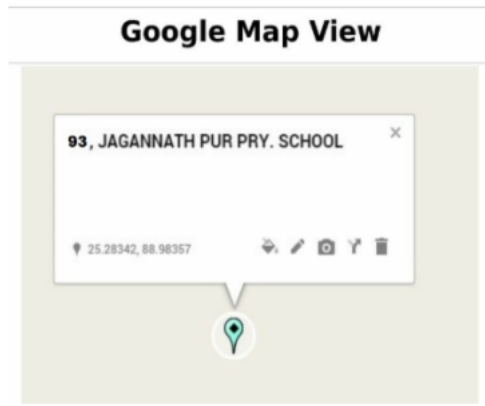 Google Map View
93, JAGANNATH PUR PRY. SCHOOL
25.28342, 88.98357